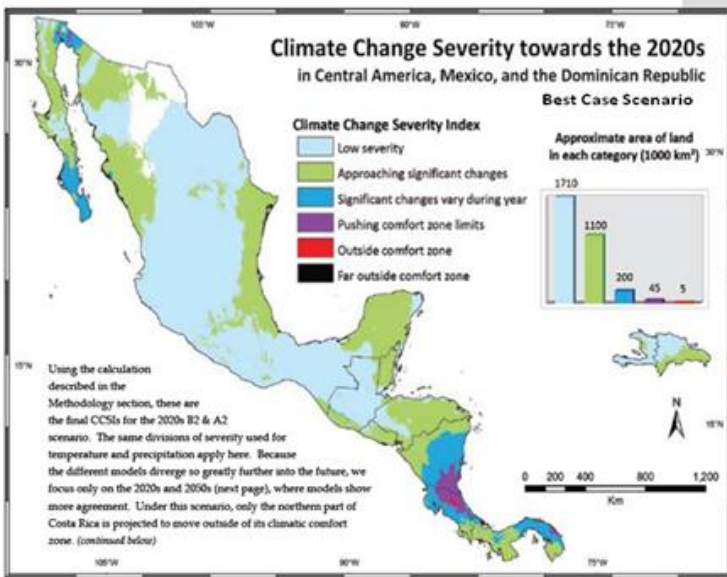 105°W
90°W
75°W
30°N
Climate Change Severity towards the 2020s
in Central America, Mexico, and the Dominican Republic
Best Case Scenario
Climate Change Severity Index
Low severity
Approaching significant changes
Significant changes vary during year
Pushing comfort zone limits
Outside comfort zone
Far outside comfort zone
Approximate area of land
in each category (1000 km²)
30°N
1710
1100
200
45
5
15°N
Using the calculation
described in the
Methodology section, these are
the final CCSIs for the 2020s B2 & A2
scenario. The same divisions of severity used for
temperature and precipitation apply here. Because
the different models diverge so greatly further into the future, we
focus only on the 2020s and 2050s (next page), where models show
more agreement. Under this scenario, only the northern part of
Costa Rica is projected to move outside of its climatic comfort
zone. (continued below)
N
15°N
0 200 400 800 1,200
Km
105°W
90°W
75°W